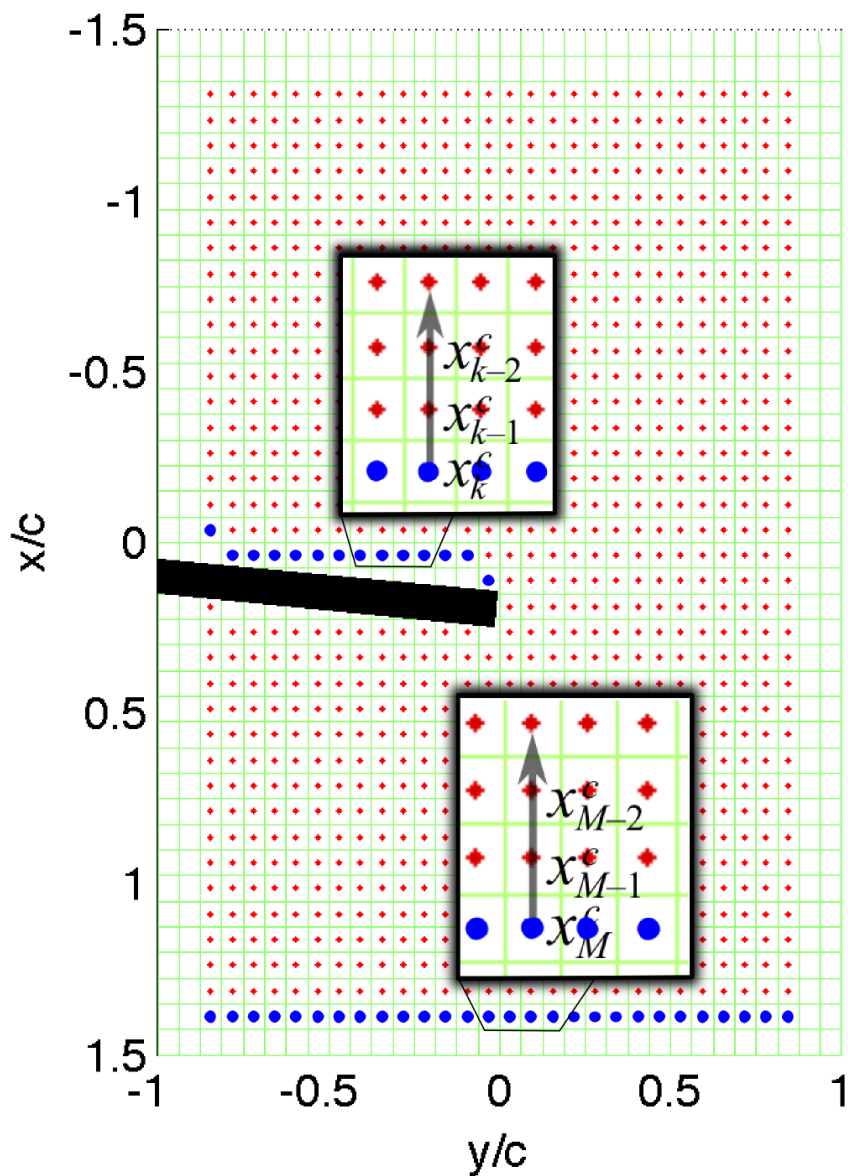 -1.5
-1
-0.5
x^c_{k-2}
x^c_{k-1}
x^c_k
0
x/c
0.5
x^c_{M-2}
1
x^c_{M-1}
x^c_M
1.5
-1 -0.5 0 0.5 1
y/c